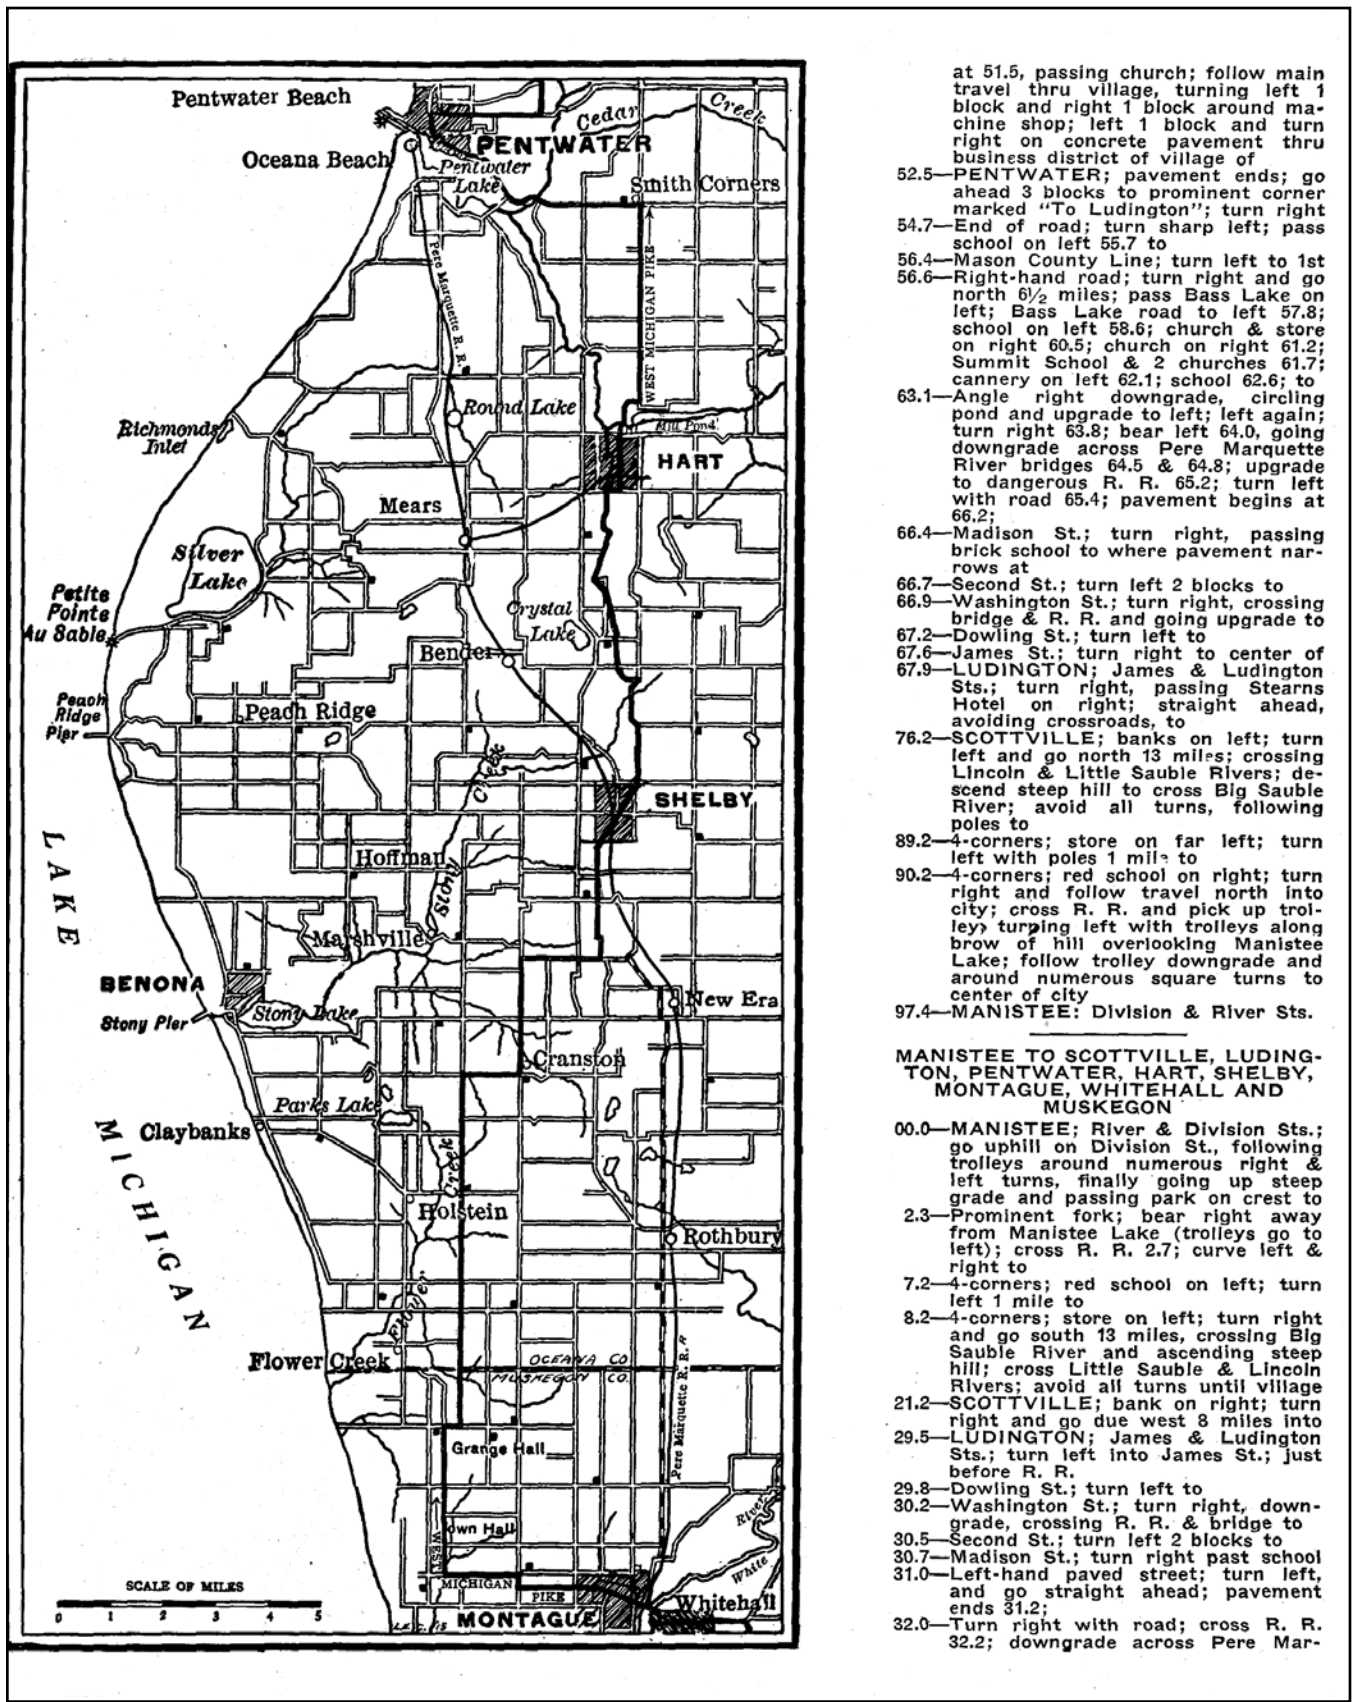 Pentwater Beach
Cedar Creek
PENTWATER
Oceana Beach
Pentwater
Lake
Smith Corners
Pere Marquette R. R.
WEST MICHIGAN PIKE
Round Lake
Richmonds
Inlet
Mill Pond
HART
Mears
Silver
Lake
Petite
Pointe
Au Sable
Crystal
Lake
Bender
Peach
Ridge
Pier
Peach Ridge
SHELBY
Hoffman
Stony Creek
LAKE
Marshville
BENONA
Stony Lake
Stony Pier
New Era
Cranston
Parks Lake
Claybanks
MICHIGAN
Holstein
Rothbury
Flower Creek
Flower Creek
OCEANA CO
MUSKEGON CO.
Pere Marquette R. R.
Grange Hall
own Hall
River
White
WEST
MICHIGAN
PIKE
Whitehall
MONTAGUE
SCALE OF MILES
0 1 2 3 4 5
at 51.5, passing church; follow main
travel thru village, turning left 1
block and right 1 block around ma-
chine shop; left 1 block and turn
right on concrete pavement thru
business district of village of
52.5—PENTWATER; pavement ends; go
ahead 3 blocks to prominent corner
marked "To Ludington"; turn right
54.7—End of road; turn sharp left; pass
school on left 55.7 to
56.4—Mason County Line; turn left to 1st
56.6—Right-hand road; turn right and go
north 6½ miles; pass Bass Lake on
left; Bass Lake road to left 57.8;
school on left 58.6; church & store
on right 60.5; church on right 61.2;
Summit School & 2 churches 61.7;
cannery on left 62.1; school 62.6; to
63.1—Angle right downgrade, circling
pond and upgrade to left; left again;
turn right 63.8; bear left 64.0, going
downgrade across Pere Marquette
River bridges 64.5 & 64.8; upgrade
to dangerous R. R. 65.2; turn left
with road 65.4; pavement begins at
66.2;
66.4—Madison St.; turn right, passing
brick school to where pavement nar-
rows at
66.7—Second St.; turn left 2 blocks to
66.9—Washington St.; turn right, crossing
bridge & R. R. and going upgrade to
67.2—Dowling St.; turn left to
67.6—James St.; turn right to center of
67.9—LUDINGTON; James & Ludington
Sts.; turn right, passing Stearns
Hotel on right; straight ahead,
avoiding crossroads, to
76.2—SCOTTVILLE; banks on left; turn
left and go north 13 miles; crossing
Lincoln & Little Sauble Rivers; de-
scend steep hill to cross Big Sauble
River; avoid all turns, following
poles to
89.2—4-corners; store on far left; turn
left with poles 1 mile to
90.2—4-corners; red school on right; turn
right and follow travel north into
city; cross R. R. and pick up trol-
ley; turning left with trolleys along
brow of hill overlooking Manistee
Lake; follow trolley downgrade and
around numerous square turns to
center of city
97.4—MANISTEE: Division & River Sts.
MANISTEE TO SCOTTVILLE, LUDING-
TON, PENTWATER, HART, SHELBY,
MONTAGUE, WHITEHALL AND
MUSKEGON
00.0—MANISTEE; River & Division Sts.;
go uphill on Division St., following
trolleys around numerous right &
left turns, finally going up steep
grade and passing park on crest to
2.3—Prominent fork; bear right away
from Manistee Lake (trolleys go to
left); cross R. R. 2.7; curve left &
right to
7.2—4-corners; red school on left; turn
left 1 mile to
8.2—4-corners; store on left; turn right
and go south 13 miles, crossing Big
Sauble River and ascending steep
hill; cross Little Sauble & Lincoln
Rivers; avoid all turns until village
21.2—SCOTTVILLE; bank on right; turn
right and go due west 8 miles into
29.5—LUDINGTON; James & Ludington
Sts.; turn left into James St.; just
before R. R.
29.8—Dowling St.; turn left to
30.2—Washington St.; turn right, down-
grade, crossing R. R. & bridge to
30.5—Second St.; turn left 2 blocks to
30.7—Madison St.; turn right past school
31.0—Left-hand paved street; turn left,
and go straight ahead; pavement
ends 31.2;
32.0—Turn right with road; cross R. R.
32.2; downgrade across Pere Mar-